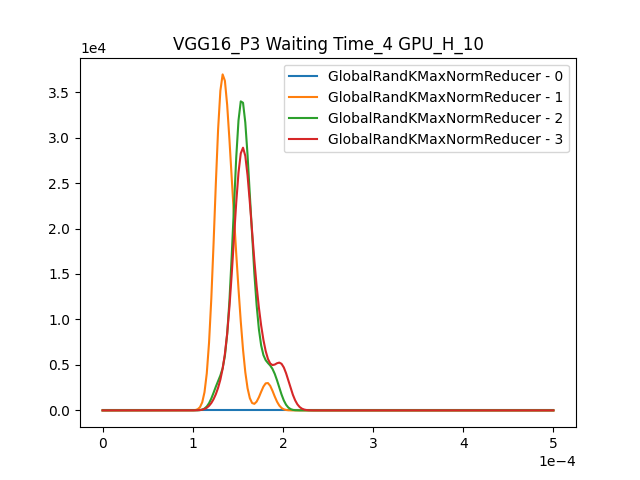 VGG16_P3 Waiting Time_4 GPU_H_10
1e4
GlobalRandKMaxNormReducer - 0
GlobalRandKMaxNormReducer - 1
GlobalRandKMaxNormReducer - 2
GlobalRandKMaxNormReducer - 3
3.5
3.0
2.5
2.0
1.5
1.0
0.5
0.0
0 1 2 3 4 5
1e−4